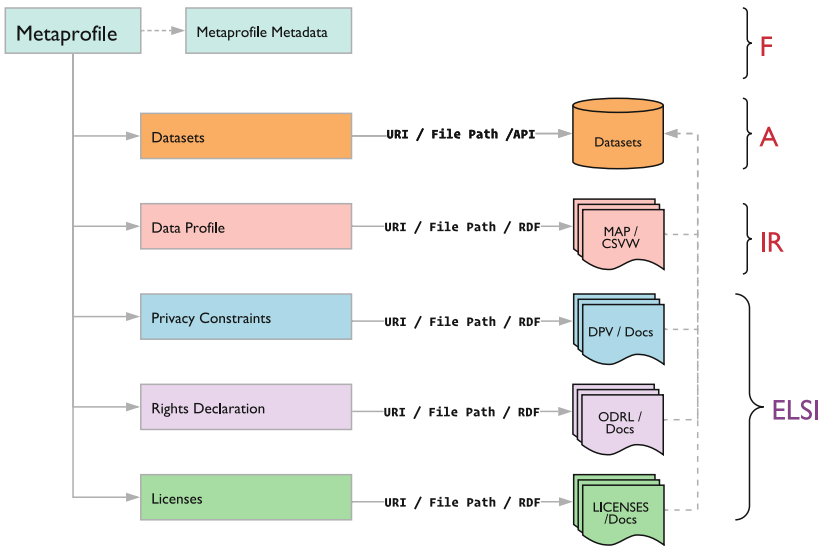 Metaprofile
Metaprofile Metadata
F
Datasets
URI / File Path /API
Datasets
A
Data Profile
URI / File Path / RDF
MAP /
CSVW
IR
Privacy Constraints
URI / File Path / RDF
DPV / Docs
Rights Declaration
URI / File Path / RDF
ODRL /
Docs
ELSI
Licenses
URI / File Path / RDF
LICENSES
/Docs